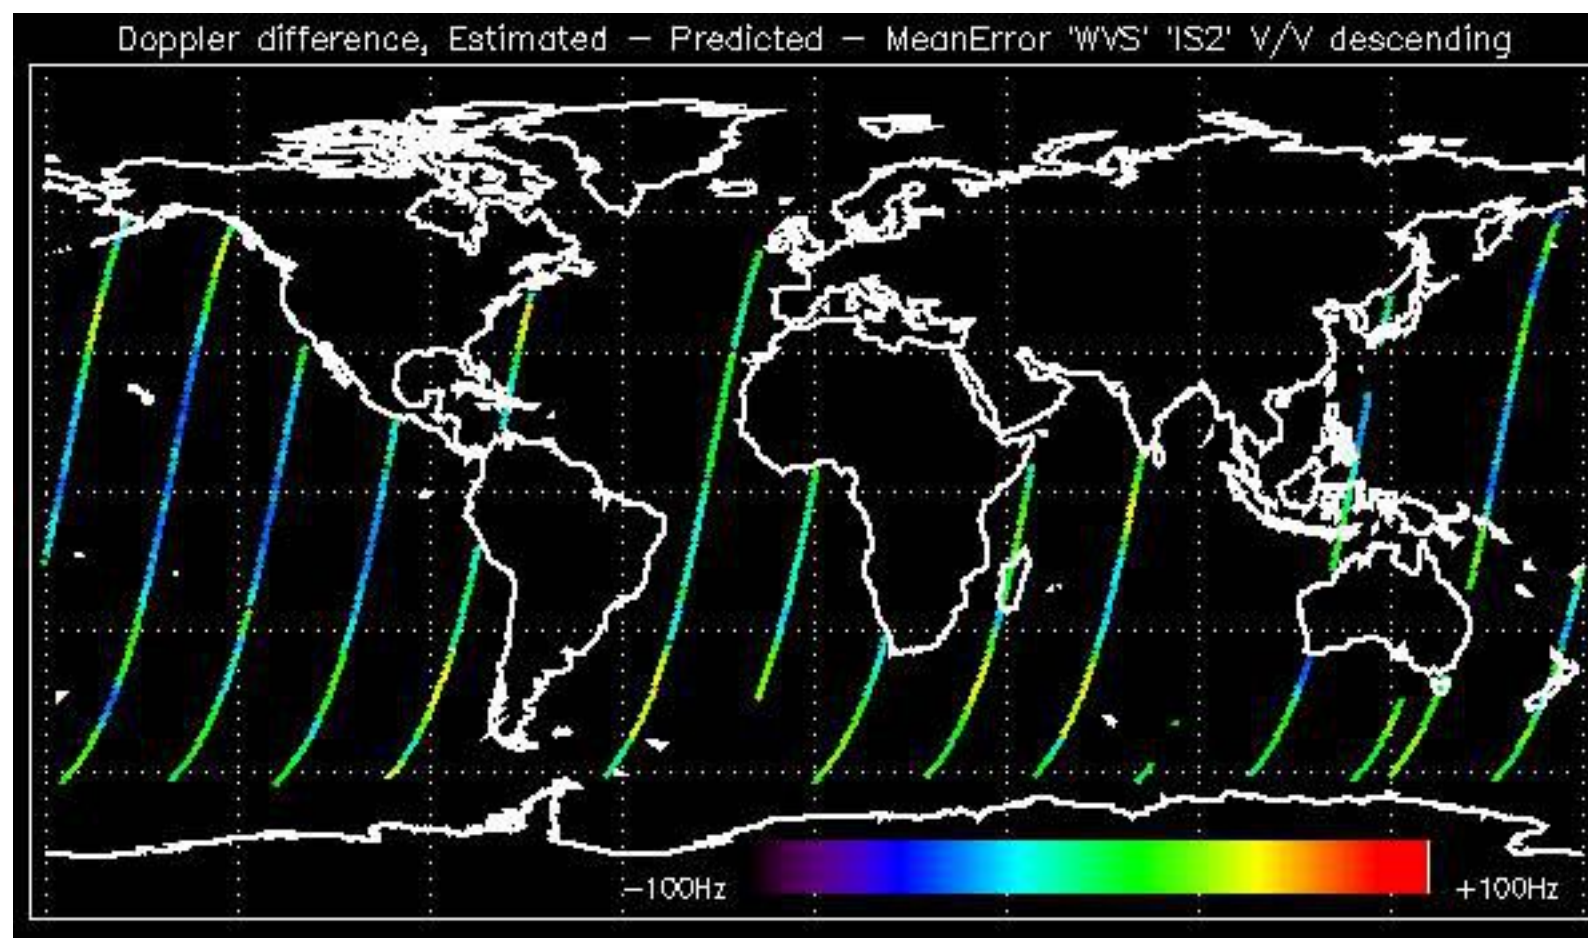 Doppler difference, Estimated – Predicted – MeanError 'WVS' 'IS2' V/V descending
–100Hz +100Hz